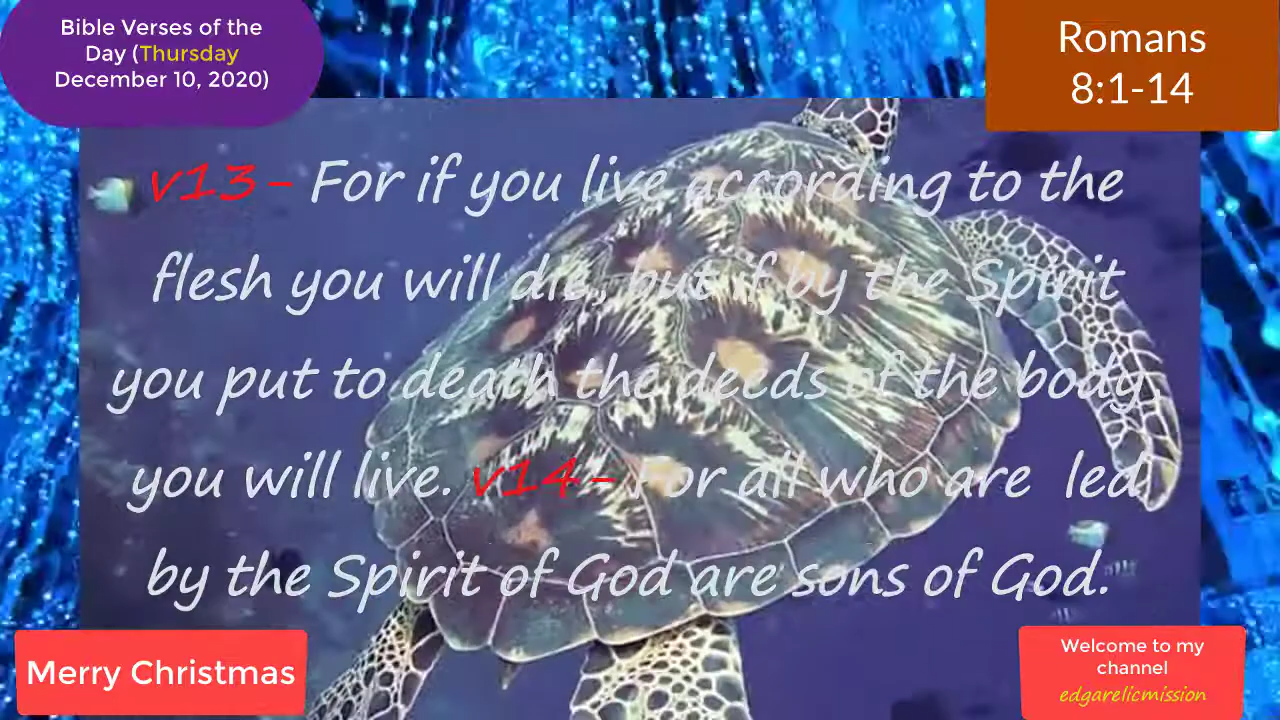 Bible Verses of the
Day (Thursday
December 10, 2020)
Romans
8:1-14
v13- For if you live according to the
flesh you will die, but if by the Spirit
you put to death the deeds of the body,
you will live. v14- For all who are led
by the Spirit of God are sons of God.
Merry Christmas
Welcome to my
channel
edgarelicmission